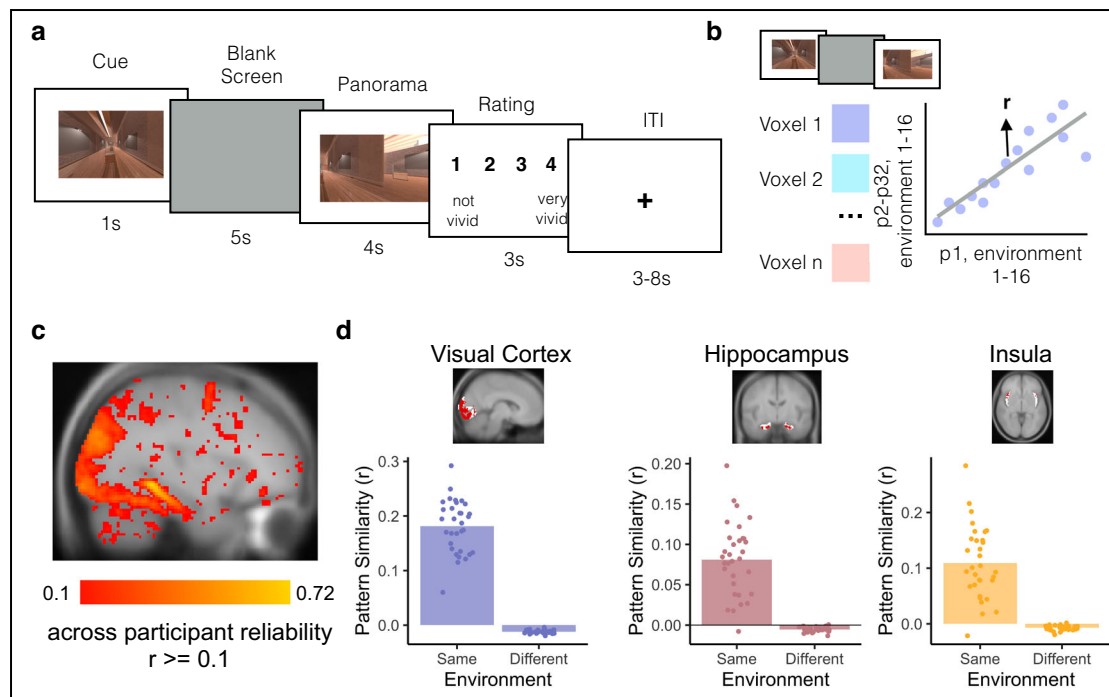 a
Cue
Blank
Screen
Panorama
Rating
ITI
1 2 3 4
not
vivid
very
vivid
+
1s
5s
4s
3s
3-8s
b
Voxel 1
Voxel 2
...
Voxel n
p2-p32,
environment 1-16
r
p1, environment
1-16
c
0.1
0.72
across participant reliability
r >= 0.1
d
Visual Cortex
Pattern Similarity (r)
0.3
0.2
0.1
0.0
Same Different
Environment
Hippocampus
Pattern Similarity (r)
0.20
0.15
0.10
0.05
0.00
Same Different
Environment
Insula
Pattern Similarity (r)
0.2
0.1
0.0
Same Different
Environment